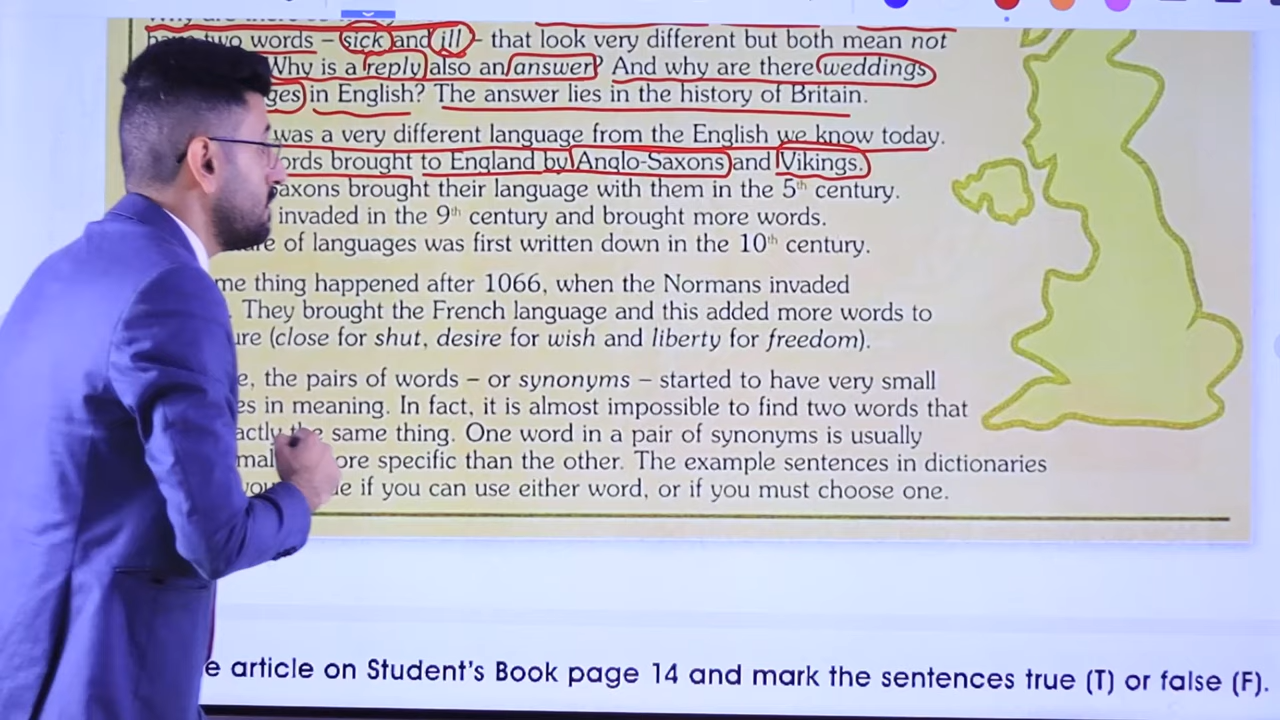 two words – sick and ill – that look very different but both mean not
Why is a reply also an answer? And why are there weddings
ges in English? The answer lies in the history of Britain.
was a very different language from the English we know today.
ords brought to England by Anglo-Saxons and Vikings.
axons brought their language with them in the 5th century.
invaded in the 9th century and brought more words.
re of languages was first written down in the 10th century.
me thing happened after 1066, when the Normans invaded
. They brought the French language and this added more words to
ure (close for shut, desire for wish and liberty for freedom).
e, the pairs of words – or synonyms – started to have very small
es in meaning. In fact, it is almost impossible to find two words that
actly the same thing. One word in a pair of synonyms is usually
mal ore specific than the other. The example sentences in dictionaries
you e if you can use either word, or if you must choose one.
e article on Student's Book page 14 and mark the sentences true (T) or false (F).